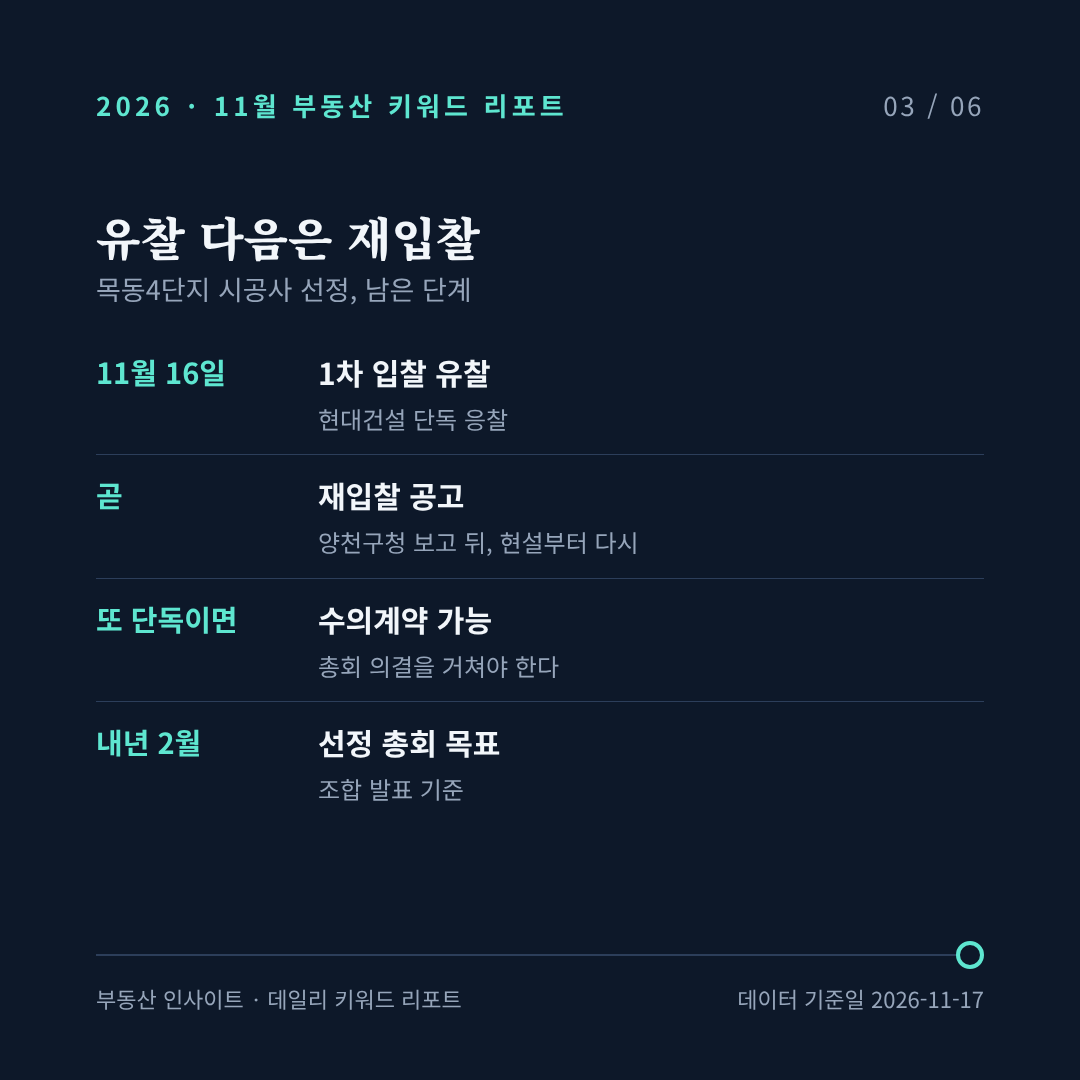 2026 · 11월 부동산 키워드 리포트
03 / 06
유찰 다음은 재입찰
목동4단지 시공사 선정, 남은 단계
11월 16일
1차 입찰 유찰
현대건설 단독 응찰
곧
재입찰 공고
양천구청 보고 뒤, 현설부터 다시
또 단독이면
수의계약 가능
총회 의결을 거쳐야 한다
내년 2월
선정 총회 목표
조합 발표 기준
부동산 인사이트 · 데일리 키워드 리포트
데이터 기준일 2026-11-17